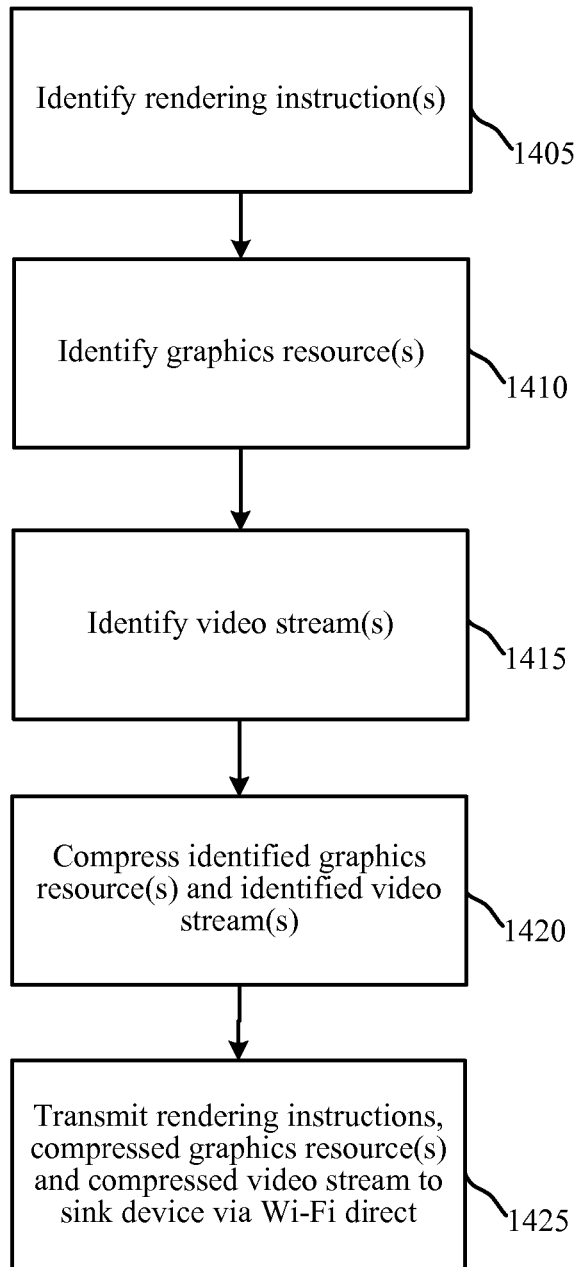 Identify rendering instruction(s)
1405
Identify graphics resource(s)
1410
Identify video stream(s)
1415
Compress identified graphics
resource(s) and identified video
stream(s)
1420
Transmit rendering instructions,
compressed graphics resource(s)
and compressed video stream to
sink device via Wi-Fi direct
1425